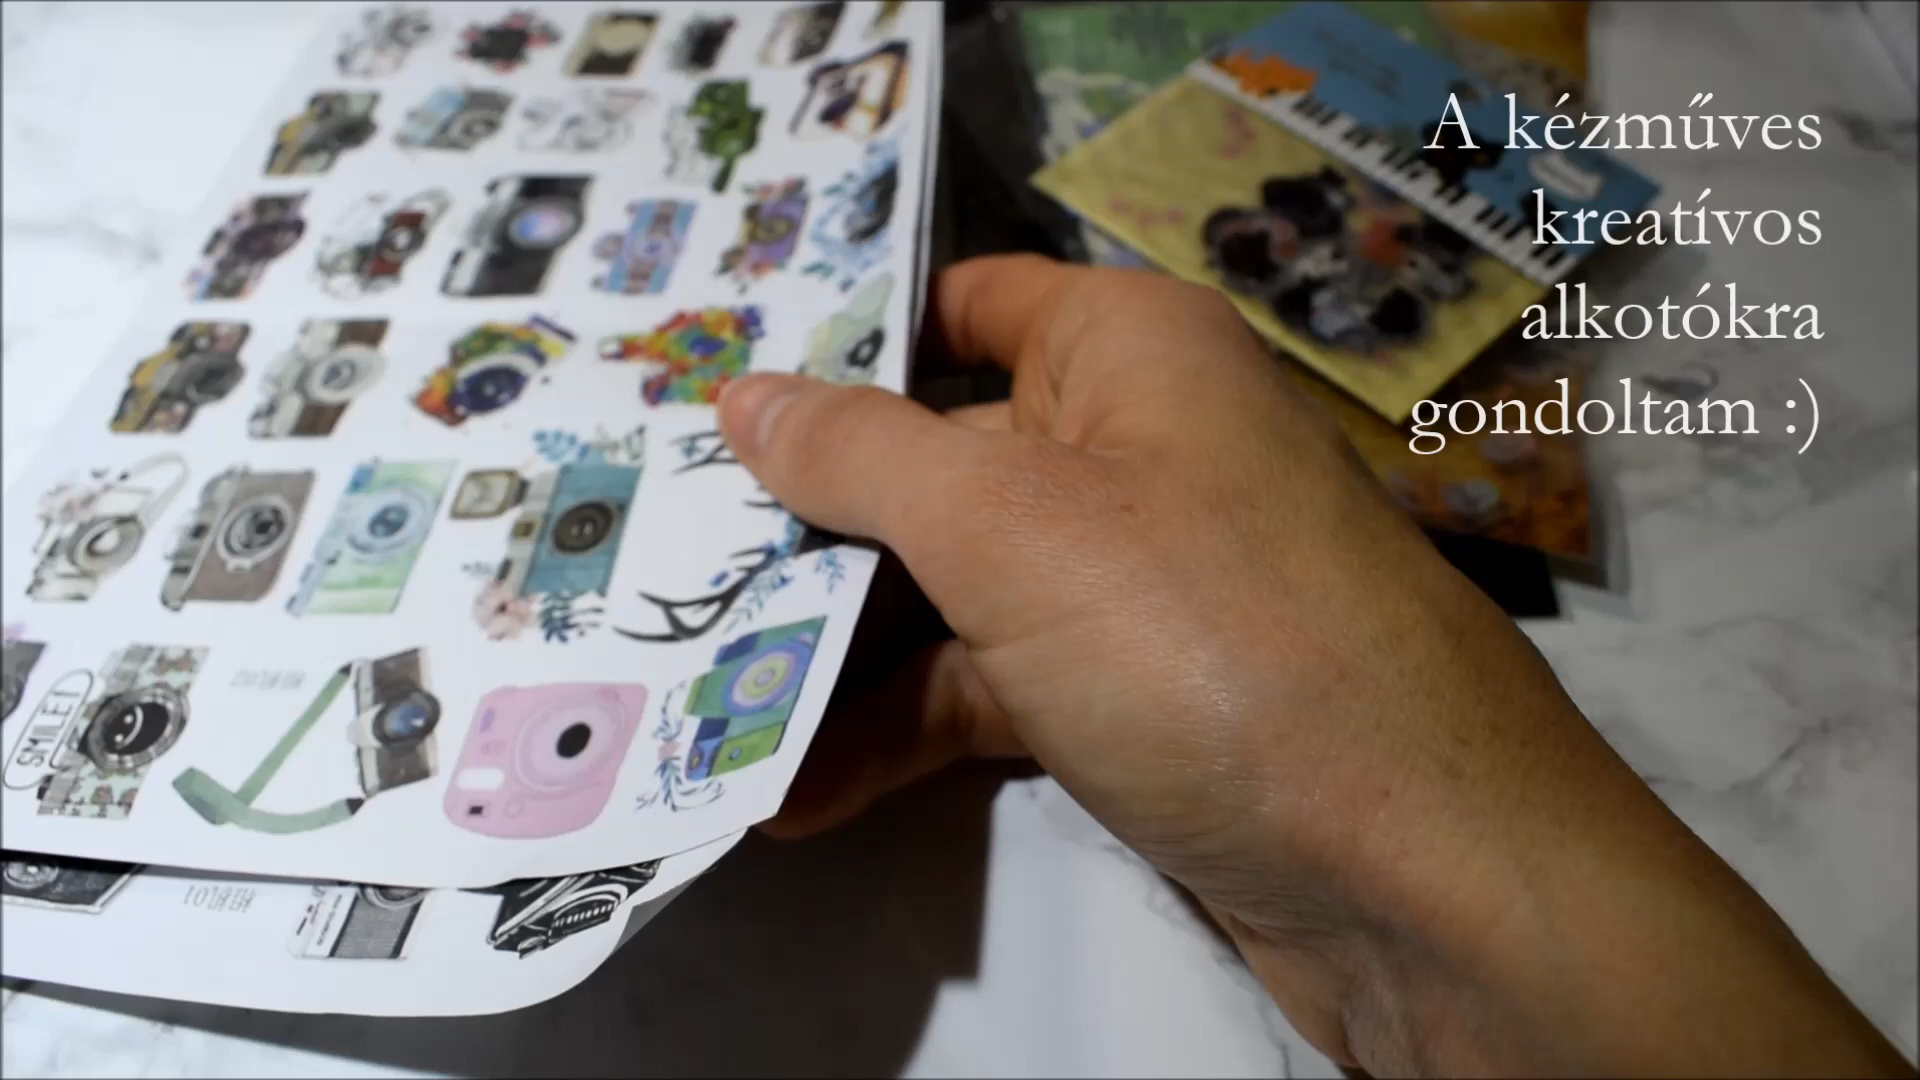 A kézműves
kreatívos
alkotókra
gondoltam :)
SMILE!